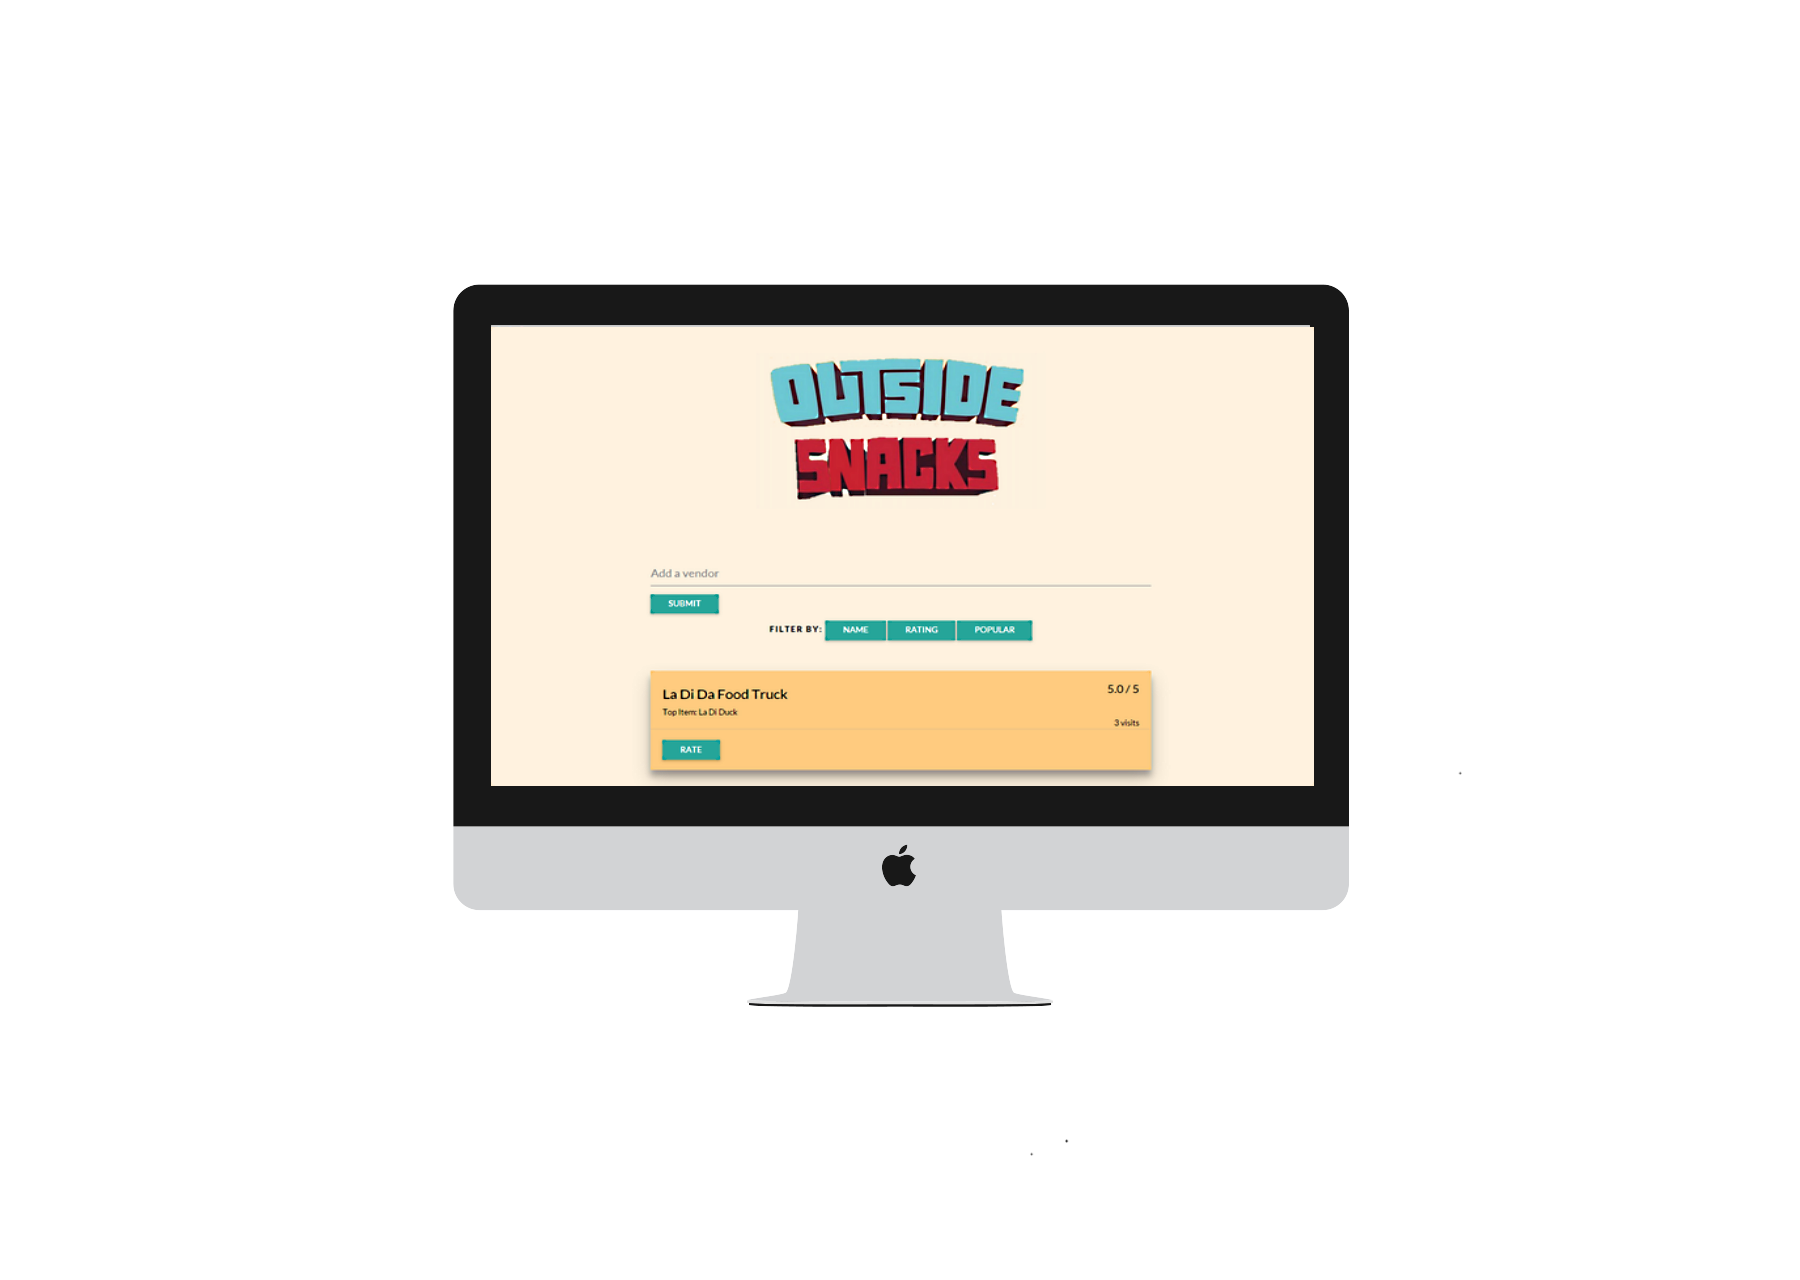 OUTSIDE
SNACKS
Add a vendor
SUBMIT
FILTER BY: NAME RATING POPULAR
La Di Da Food Truck 5.0 / 5
Top Item: La Di Duck
3 visits
RATE